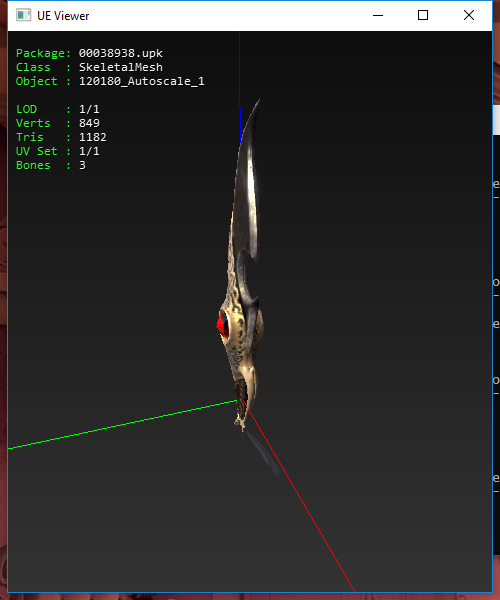 UE Viewer
Package: 00038938.upk
Class : SkeletalMesh
Object : 120180_Autoscale_1
LOD : 1/1
Verts : 849
Tris : 1182
UV Set : 1/1
Bones : 3